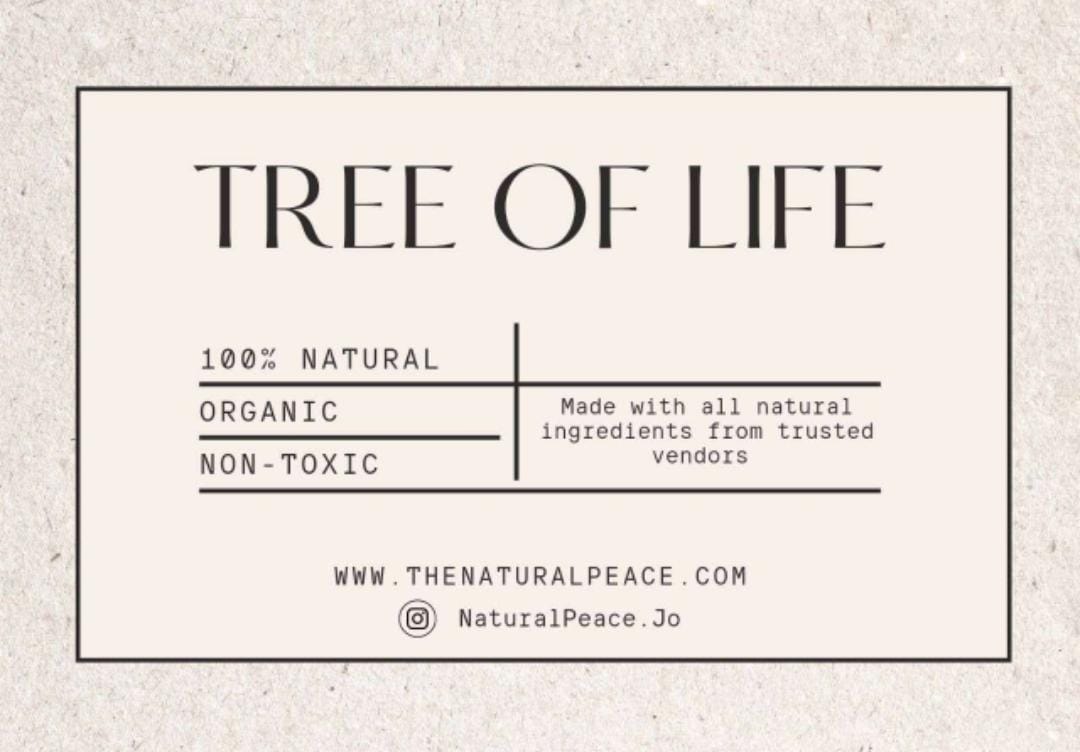 TREE OF LIFE
100% NATURAL
ORGANIC
NON-TOXIC
Made with all natural
ingredients from trusted
vendors
WWW.THENATURALPEACE.COM
NaturalPeace.Jo